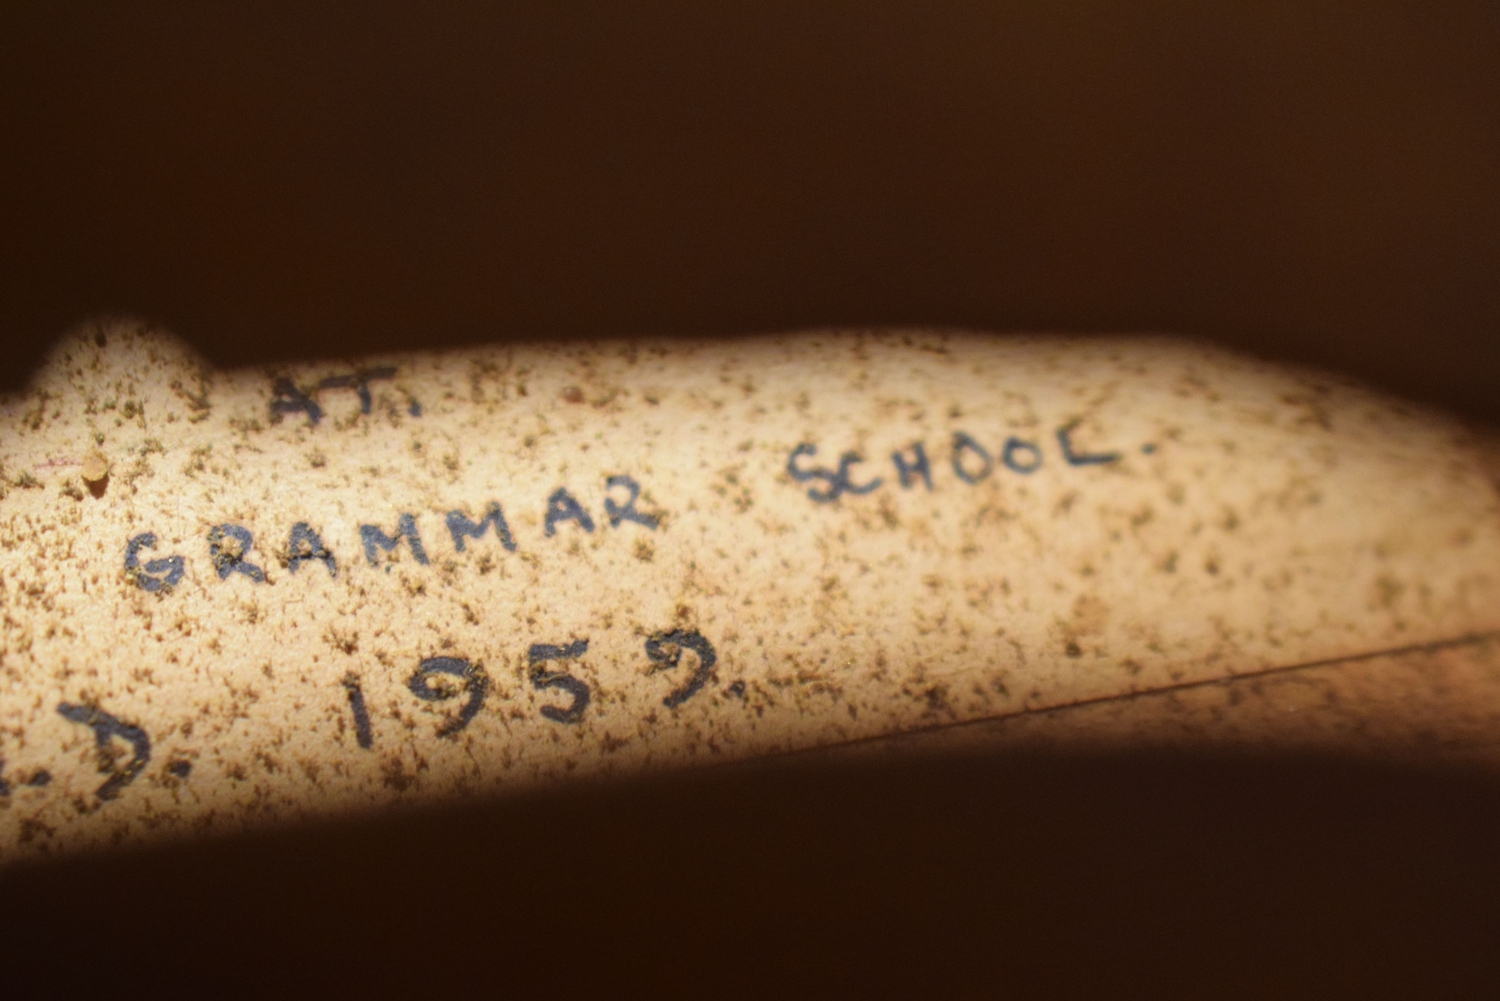 AT.
GRAMMAR SCHOOL.
.D. 1959.